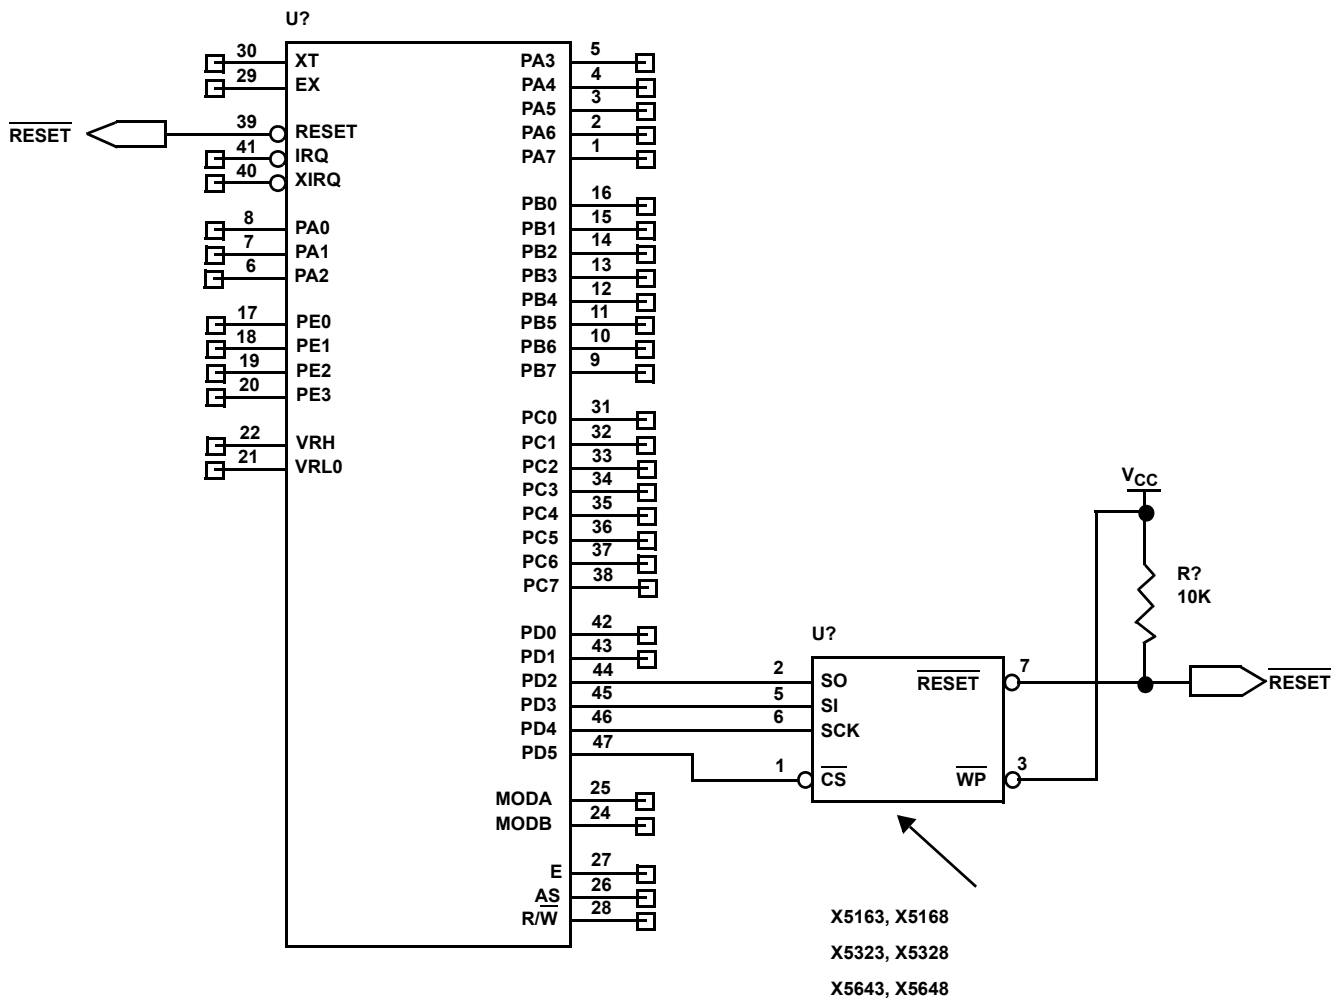 U?
30 XT
29 EX
RESET
39 RESET
41 IRQ
40 XIRQ
8 PA0
7 PA1
6 PA2
17 PE0
18 PE1
19 PE2
20 PE3
22 VRH
21 VRL0
PA3 5
PA4 4
PA5 3
PA6 2
PA7 1
PB0 16
PB1 15
PB2 14
PB3 13
PB4 12
PB5 11
PB6 10
PB7 9
PC0 31
PC1 32
PC2 33
PC3 34
PC4 35
PC5 36
PC6 37
PC7 38
PD0 42
PD1 43
PD2 44
PD3 45
PD4 46
PD5 47
MODA 25
MODB 24
E 27
AS 26
R/W 28
U?
2 SO
5 SI
6 SCK
1 CS
RESET 7
WP 3
VCC
R?
10K
RESET
X5163, X5168
X5323, X5328
X5643, X5648